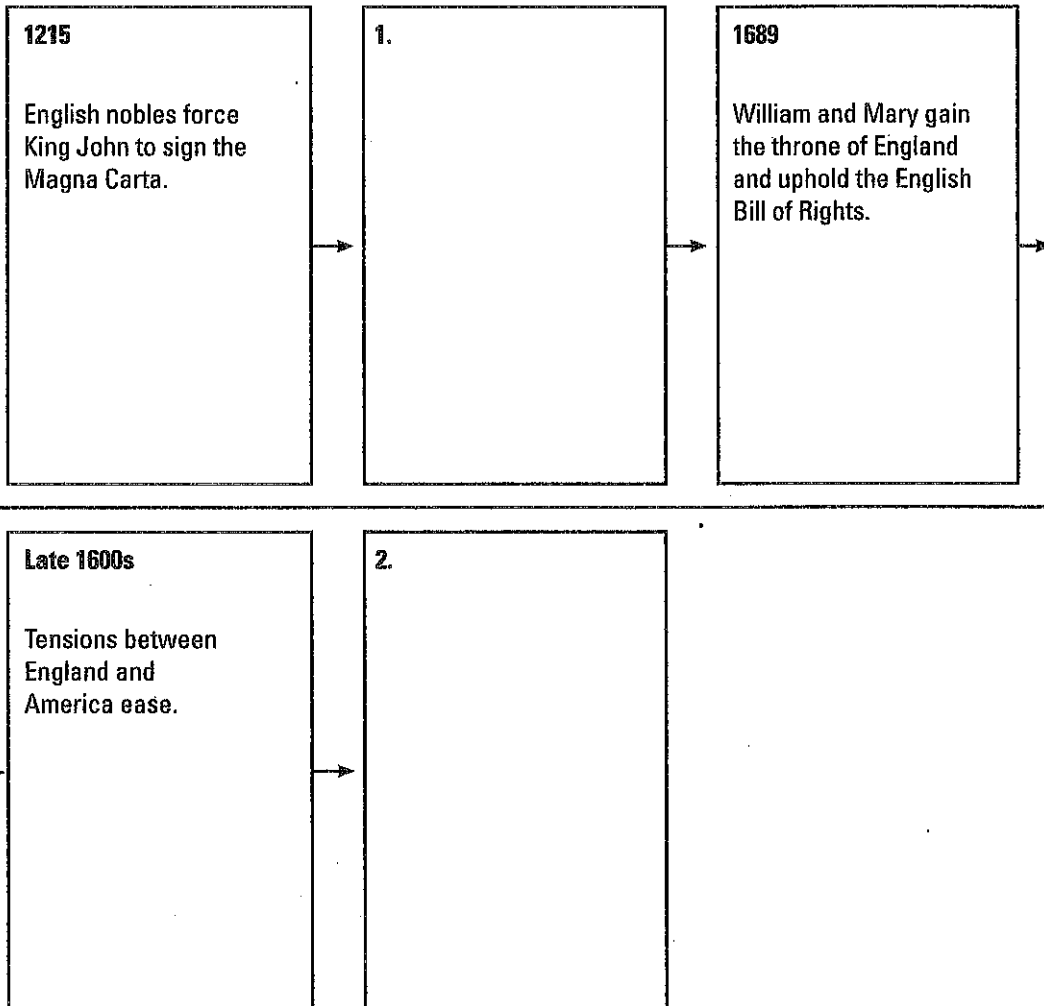 1215
English nobles force
King John to sign the
Magna Carta.
1.
1689
William and Mary gain
the throne of England
and uphold the English
Bill of Rights.
Late 1600s
Tensions between
England and
America ease.
2.